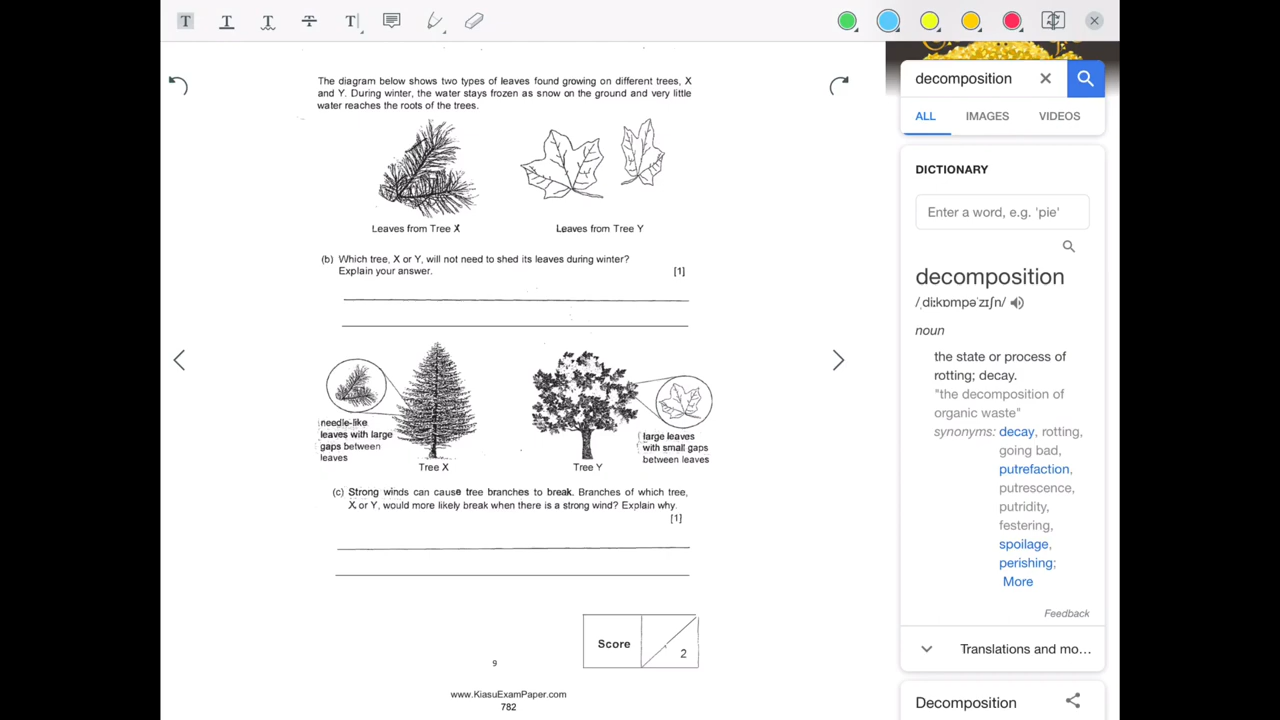 T T T T T
The diagram below shows two types of leaves found growing on different trees, X
and Y. During winter, the water stays frozen as snow on the ground and very little
water reaches the roots of the trees.
Leaves from Tree X
Leaves from Tree Y
(b) Which tree, X or Y, will not need to shed its leaves during winter?
Explain your answer. [1]
needle-like
leaves with large
gaps between
leaves
large leaves
with small gaps
between leaves
Tree X
Tree Y
(c) Strong winds can cause tree branches to break. Branches of which tree,
X or Y, would more likely break when there is a strong wind? Explain why.
[1]
Score
2
9
www.KiasuExamPaper.com
782
decomposition
ALL IMAGES VIDEOS
DICTIONARY
Enter a word, e.g. 'pie'
decomposition
/ˌdiːkɒmpəˈzɪʃn/
noun
the state or process of
rotting; decay.
"the decomposition of
organic waste"
synonyms: decay, rotting,
going bad,
putrefaction,
putrescence,
putridity,
festering,
spoilage,
perishing;
More
Feedback
Translations and mo…
Decomposition